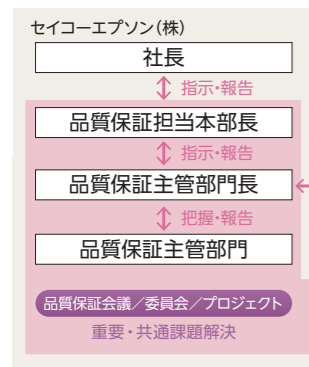 セイコーエプソン(株)
社長
指示・報告
品質保証担当本部長
指示・報告
品質保証主管部門長
把握・報告
品質保証主管部門
品質保証会議／委員会／プロジェクト
重要・共通課題解決